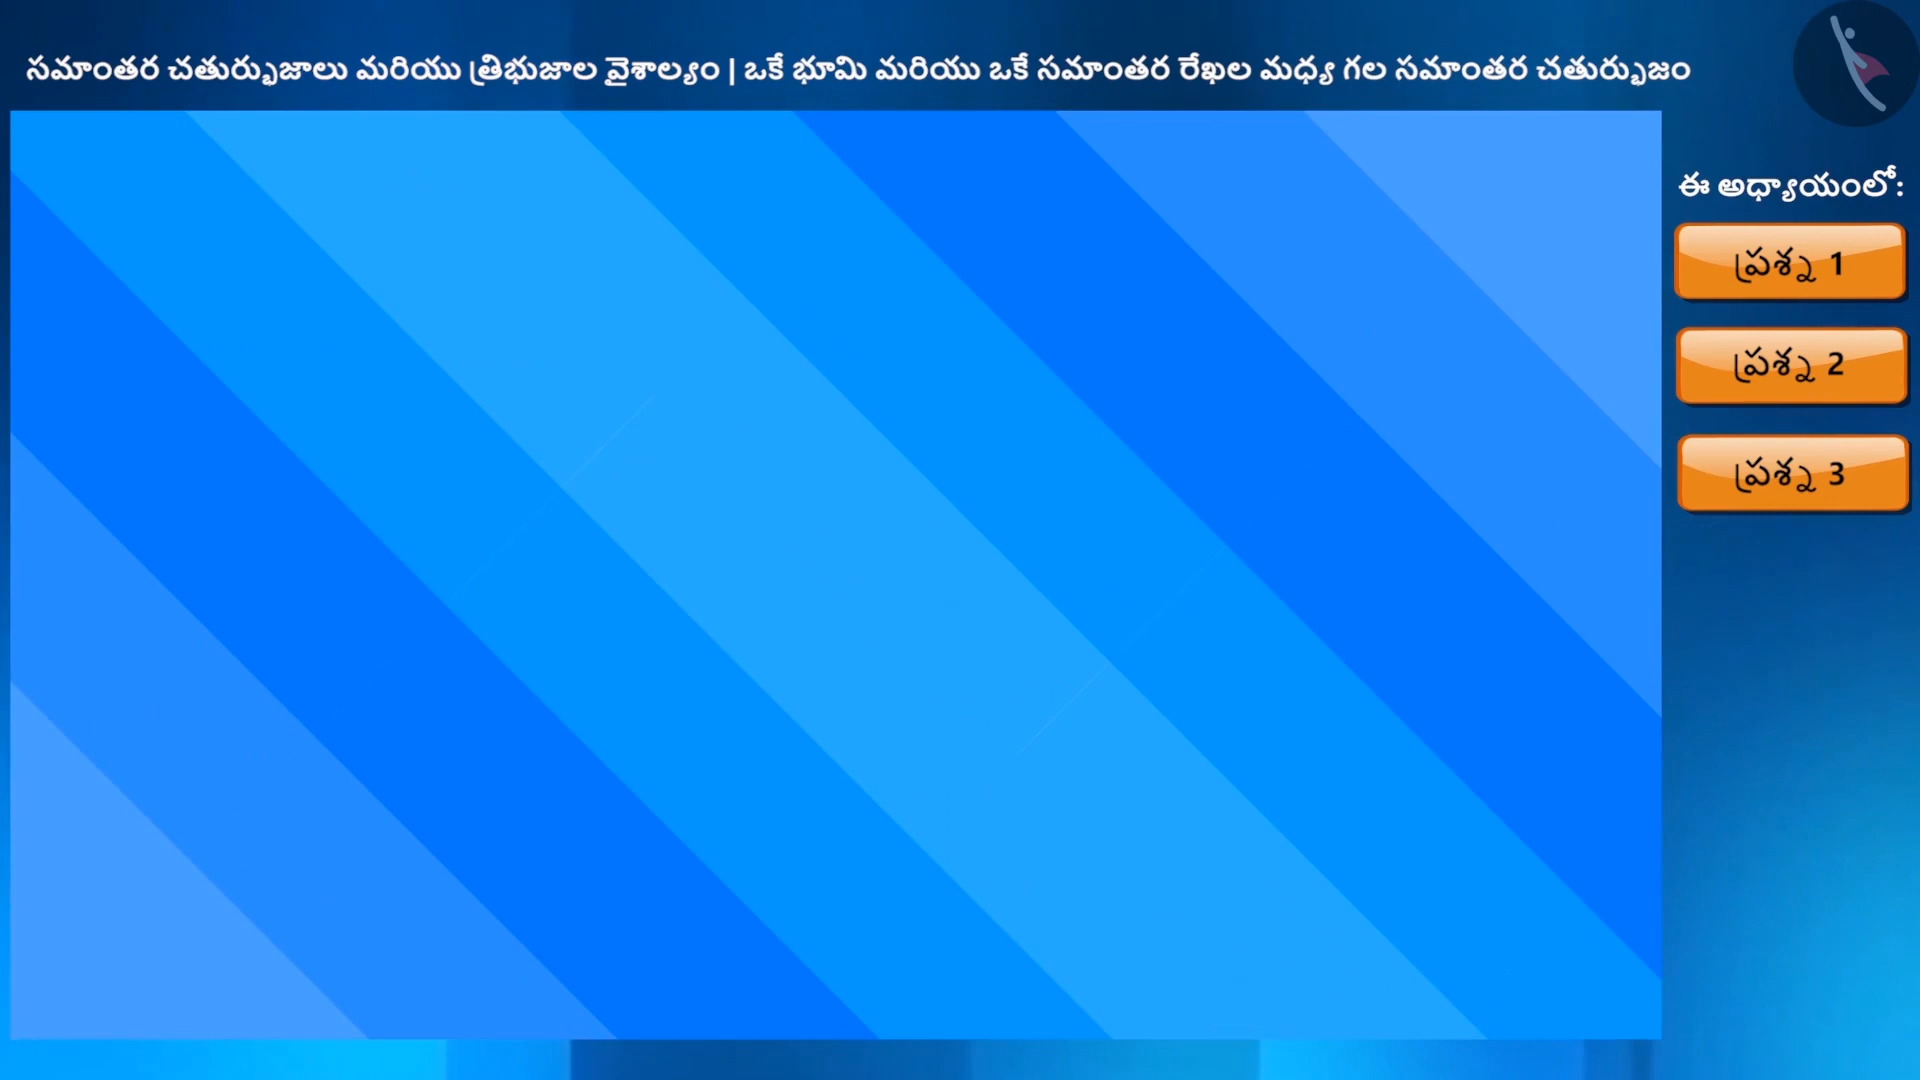 సమాంతర చతుర్భుజాలు మరియు త్రిభుజాల వైశాల్యం | ఒకే భూమి మరియు ఒకే సమాంతర రేఖల మధ్య గల సమాంతర చతుర్భుజం
ఈ అధ్యాయంలో:
ప్రశ్న 1
ప్రశ్న 2
ప్రశ్న 3